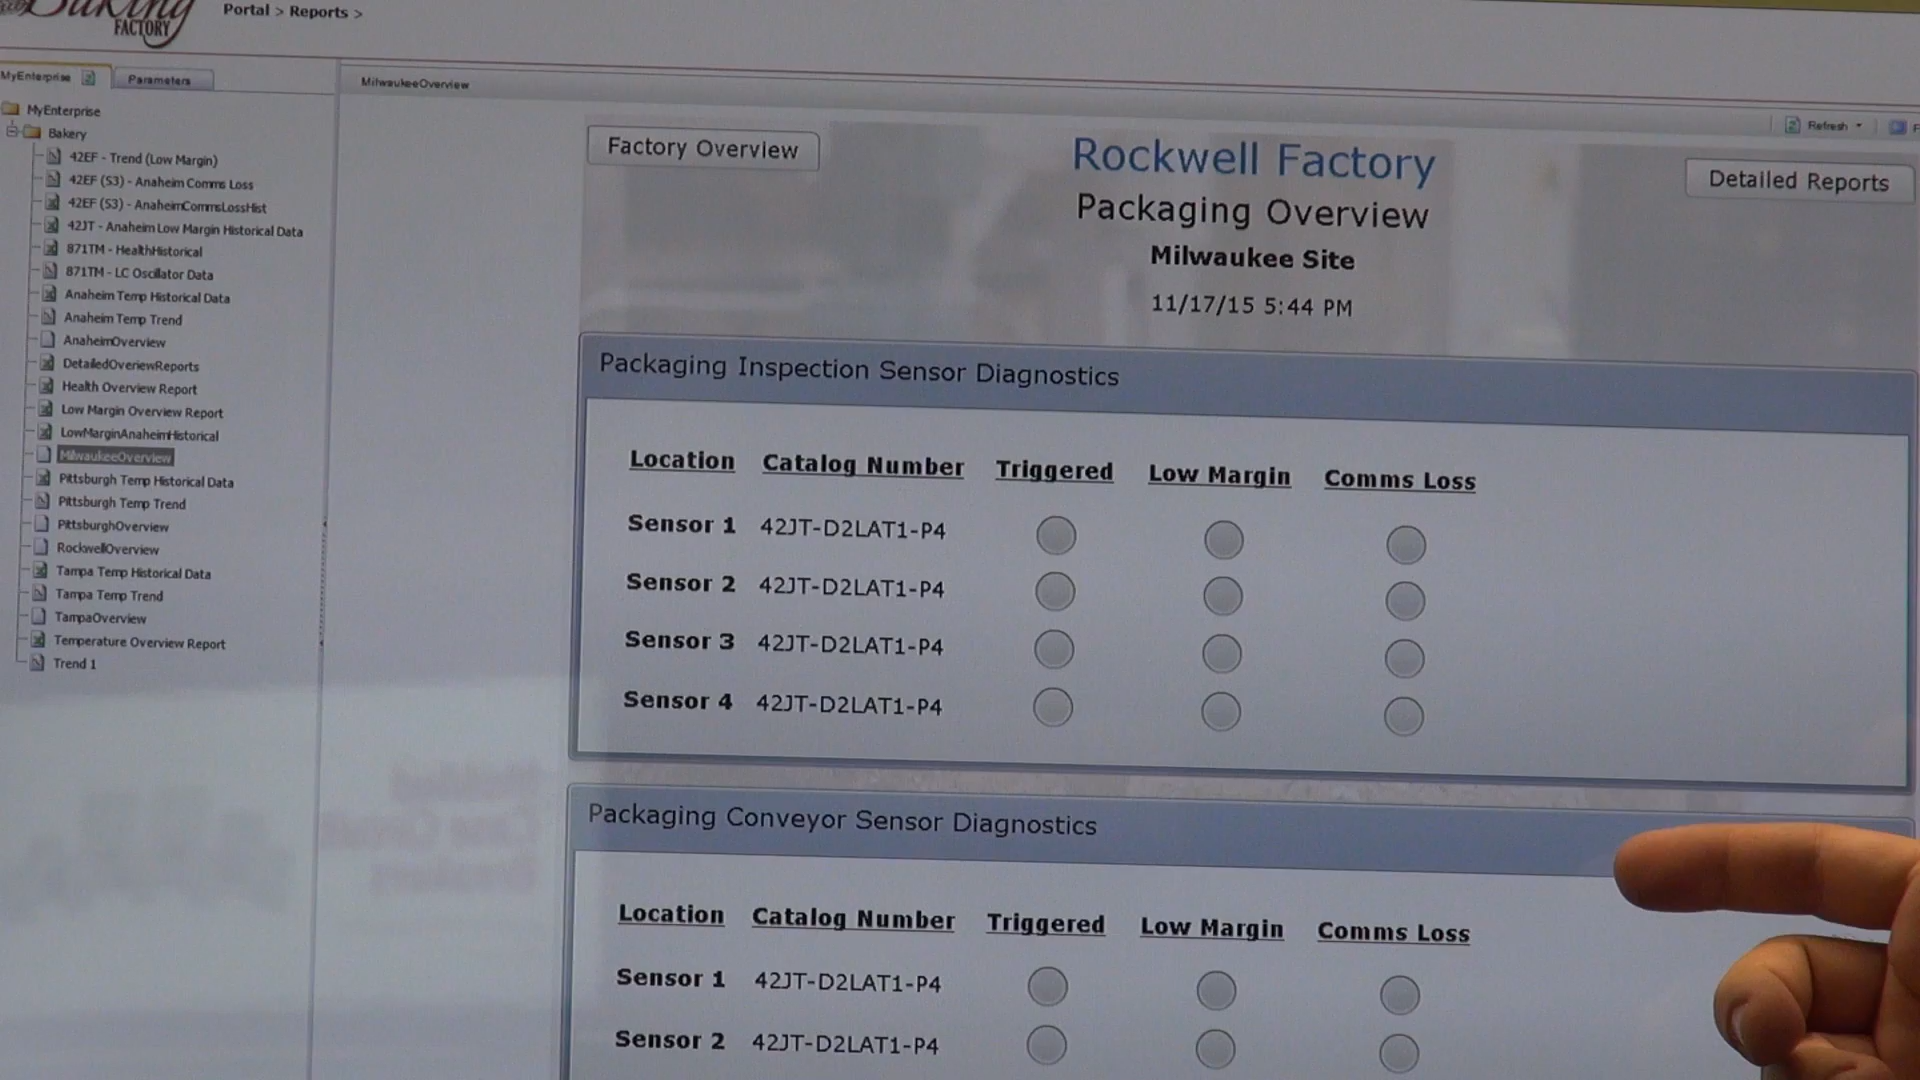 Baking
FACTORY
Portal > Reports >
MyEnterprise
Parameters
MilwaukeeOverview
Refresh
MyEnterprise
Bakery
42EF - Trend (Low Margin)
42EF (S3) - Anaheim Comms Loss
42EF (S3) - AnaheimCommsLossHist
42JT - Anaheim Low Margin Historical Data
871TM - HealthHistorical
871TM - LC Oscillator Data
Anaheim Temp Historical Data
Anaheim Temp Trend
AnaheimOverview
DetailedOveriewReports
Health Overview Report
Low Margin Overview Report
LowMarginAnaheimHistorical
MilwaukeeOverview
Pittsburgh Temp Historical Data
Pittsburgh Temp Trend
PittsburghOverview
RockwellOverview
Tampa Temp Historical Data
Tampa Temp Trend
TampaOverview
Temperature Overview Report
Trend 1
Factory Overview
Rockwell Factory
Packaging Overview
Milwaukee Site
11/17/15 5:44 PM
Detailed Reports
Packaging Inspection Sensor Diagnostics
Location Catalog Number Triggered Low Margin Comms Loss
Sensor 1 42JT-D2LAT1-P4
Sensor 2 42JT-D2LAT1-P4
Sensor 3 42JT-D2LAT1-P4
Sensor 4 42JT-D2LAT1-P4
Packaging Conveyor Sensor Diagnostics
Location Catalog Number Triggered Low Margin Comms Loss
Sensor 1 42JT-D2LAT1-P4
Sensor 2 42JT-D2LAT1-P4